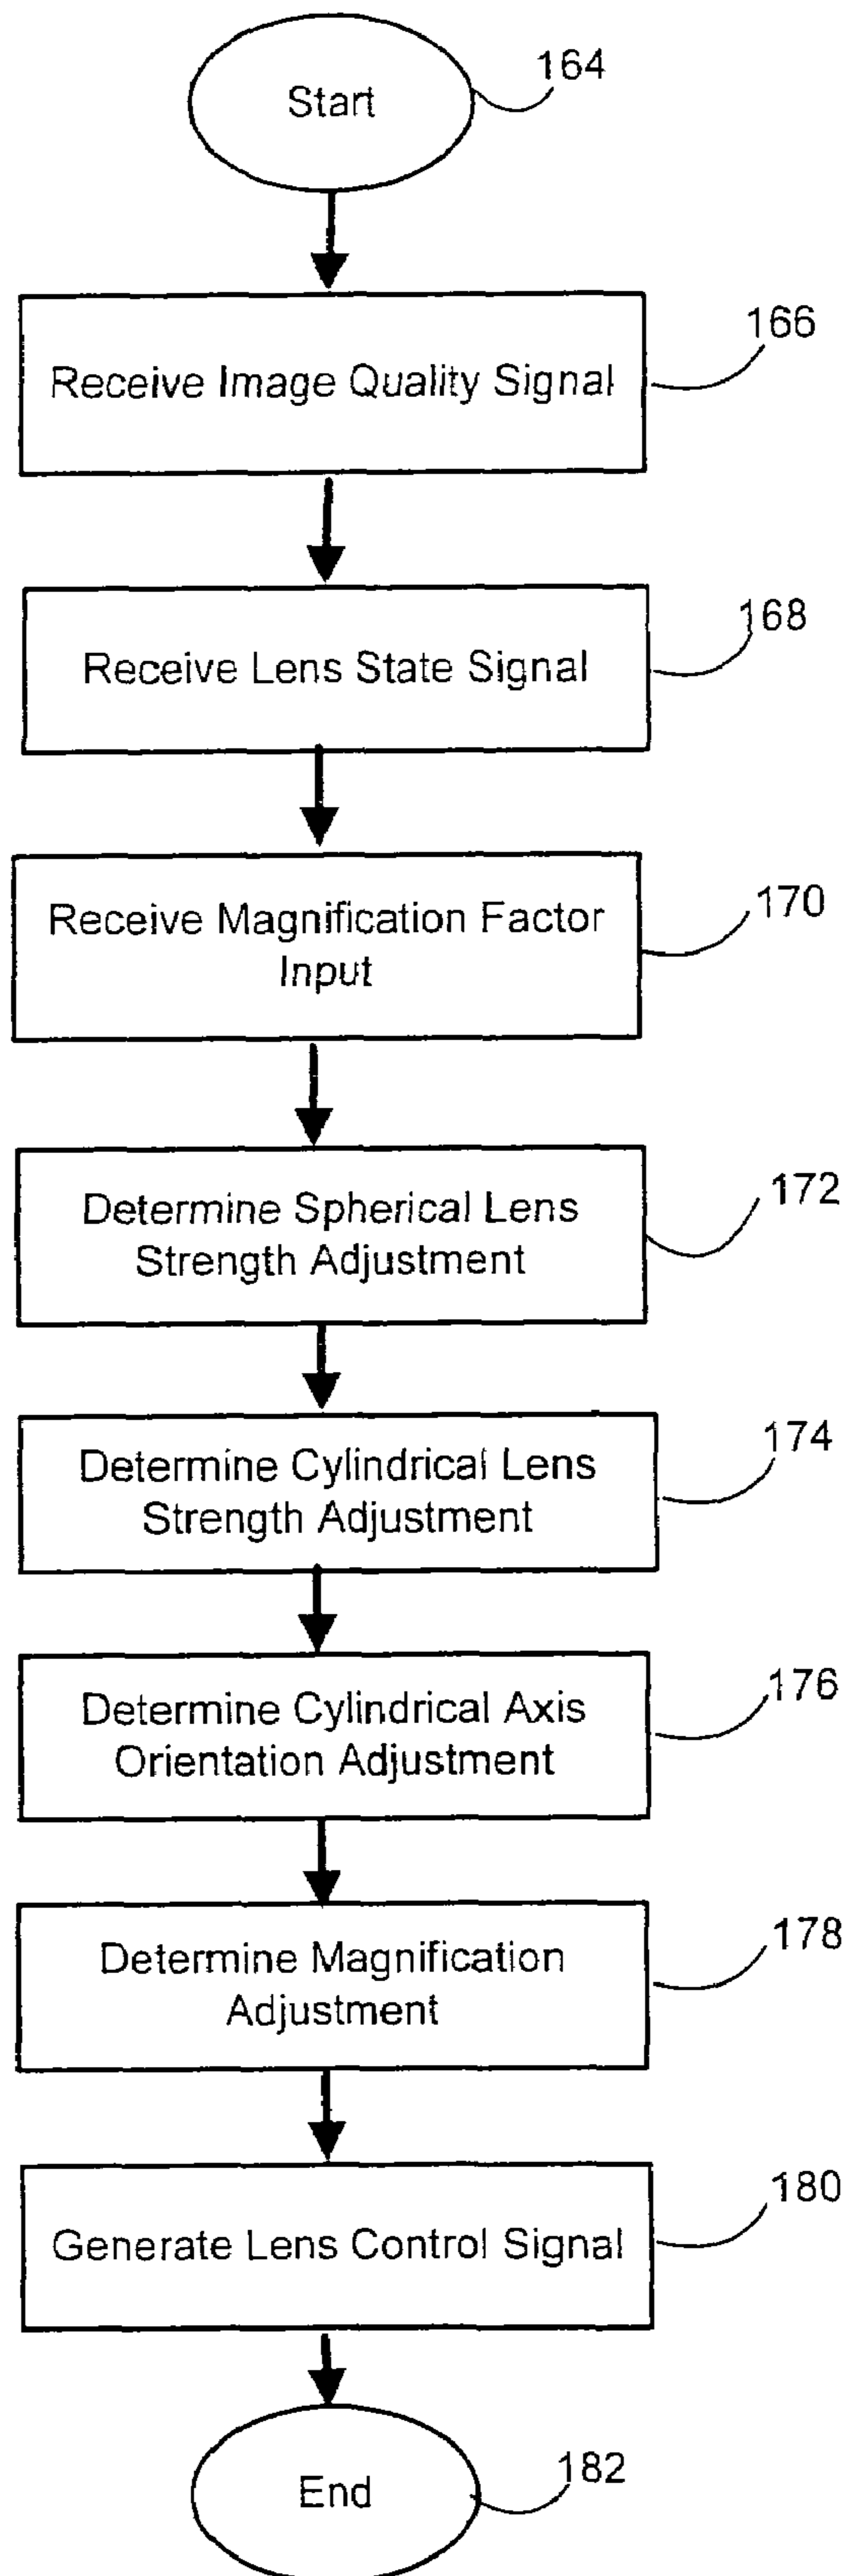 Start
164
Receive Image Quality Signal
166
Receive Lens State Signal
168
Receive Magnification Factor
Input
170
Determine Spherical Lens
Strength Adjustment
172
Determine Cylindrical Lens
Strength Adjustment
174
Determine Cylindrical Axis
Orientation Adjustment
176
Determine Magnification
Adjustment
178
Generate Lens Control Signal
180
End
182